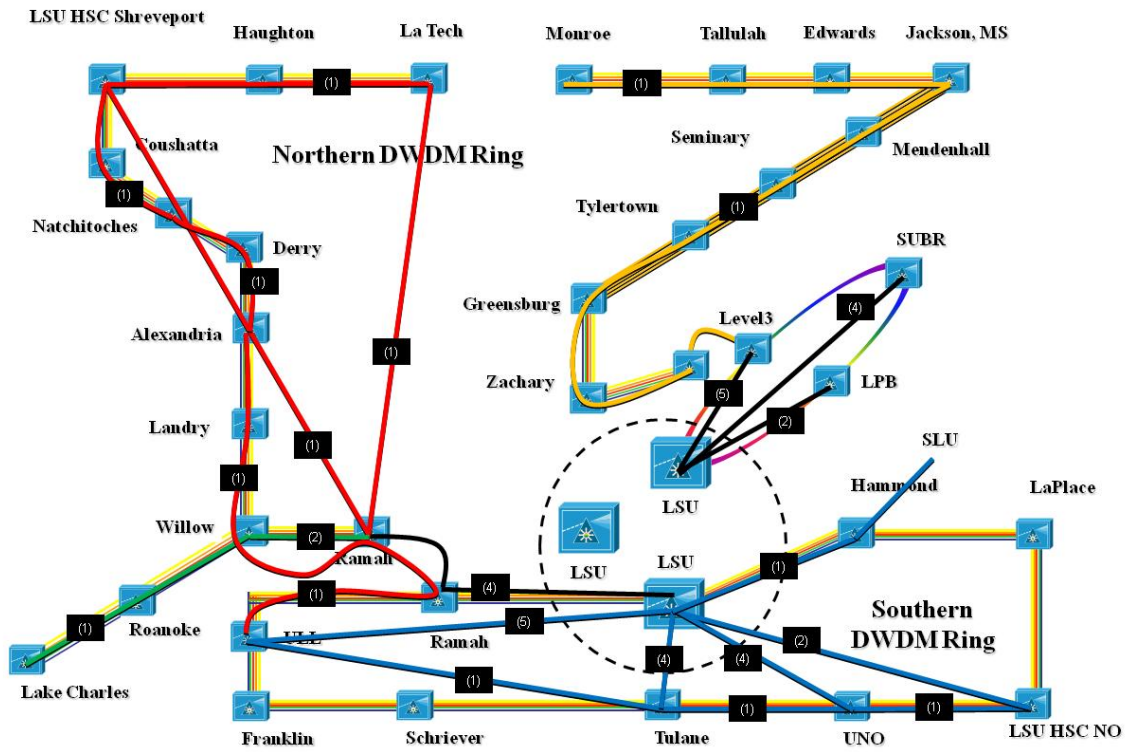 LSU HSC Shreveport
Haughton
La Tech
Monroe
Tallulah
Edwards
Jackson, MS
(1)
(1)
Coushatta
Northern DWDM Ring
Seminary
Mendenhall
(1)
Natchitoches
Tylertown
(1)
Derry
SUBR
(1)
Greensburg
(4)
Alexandria
Level3
(1)
Zachary
(5)
LPB
Landry
(2)
(1)
SLU
(1)
LSU
Hammond
LaPlace
Willow
(2)
Ramah
LSU
LSU
(1)
(1)
(4)
Southern
DWDM Ring
Roanoke
(1)
ULL
Ramah
(5)
(2)
Lake Charles
(1)
(4)
(4)
(1)
(1)
Franklin
Schriever
Tulane
UNO
LSU HSC NO